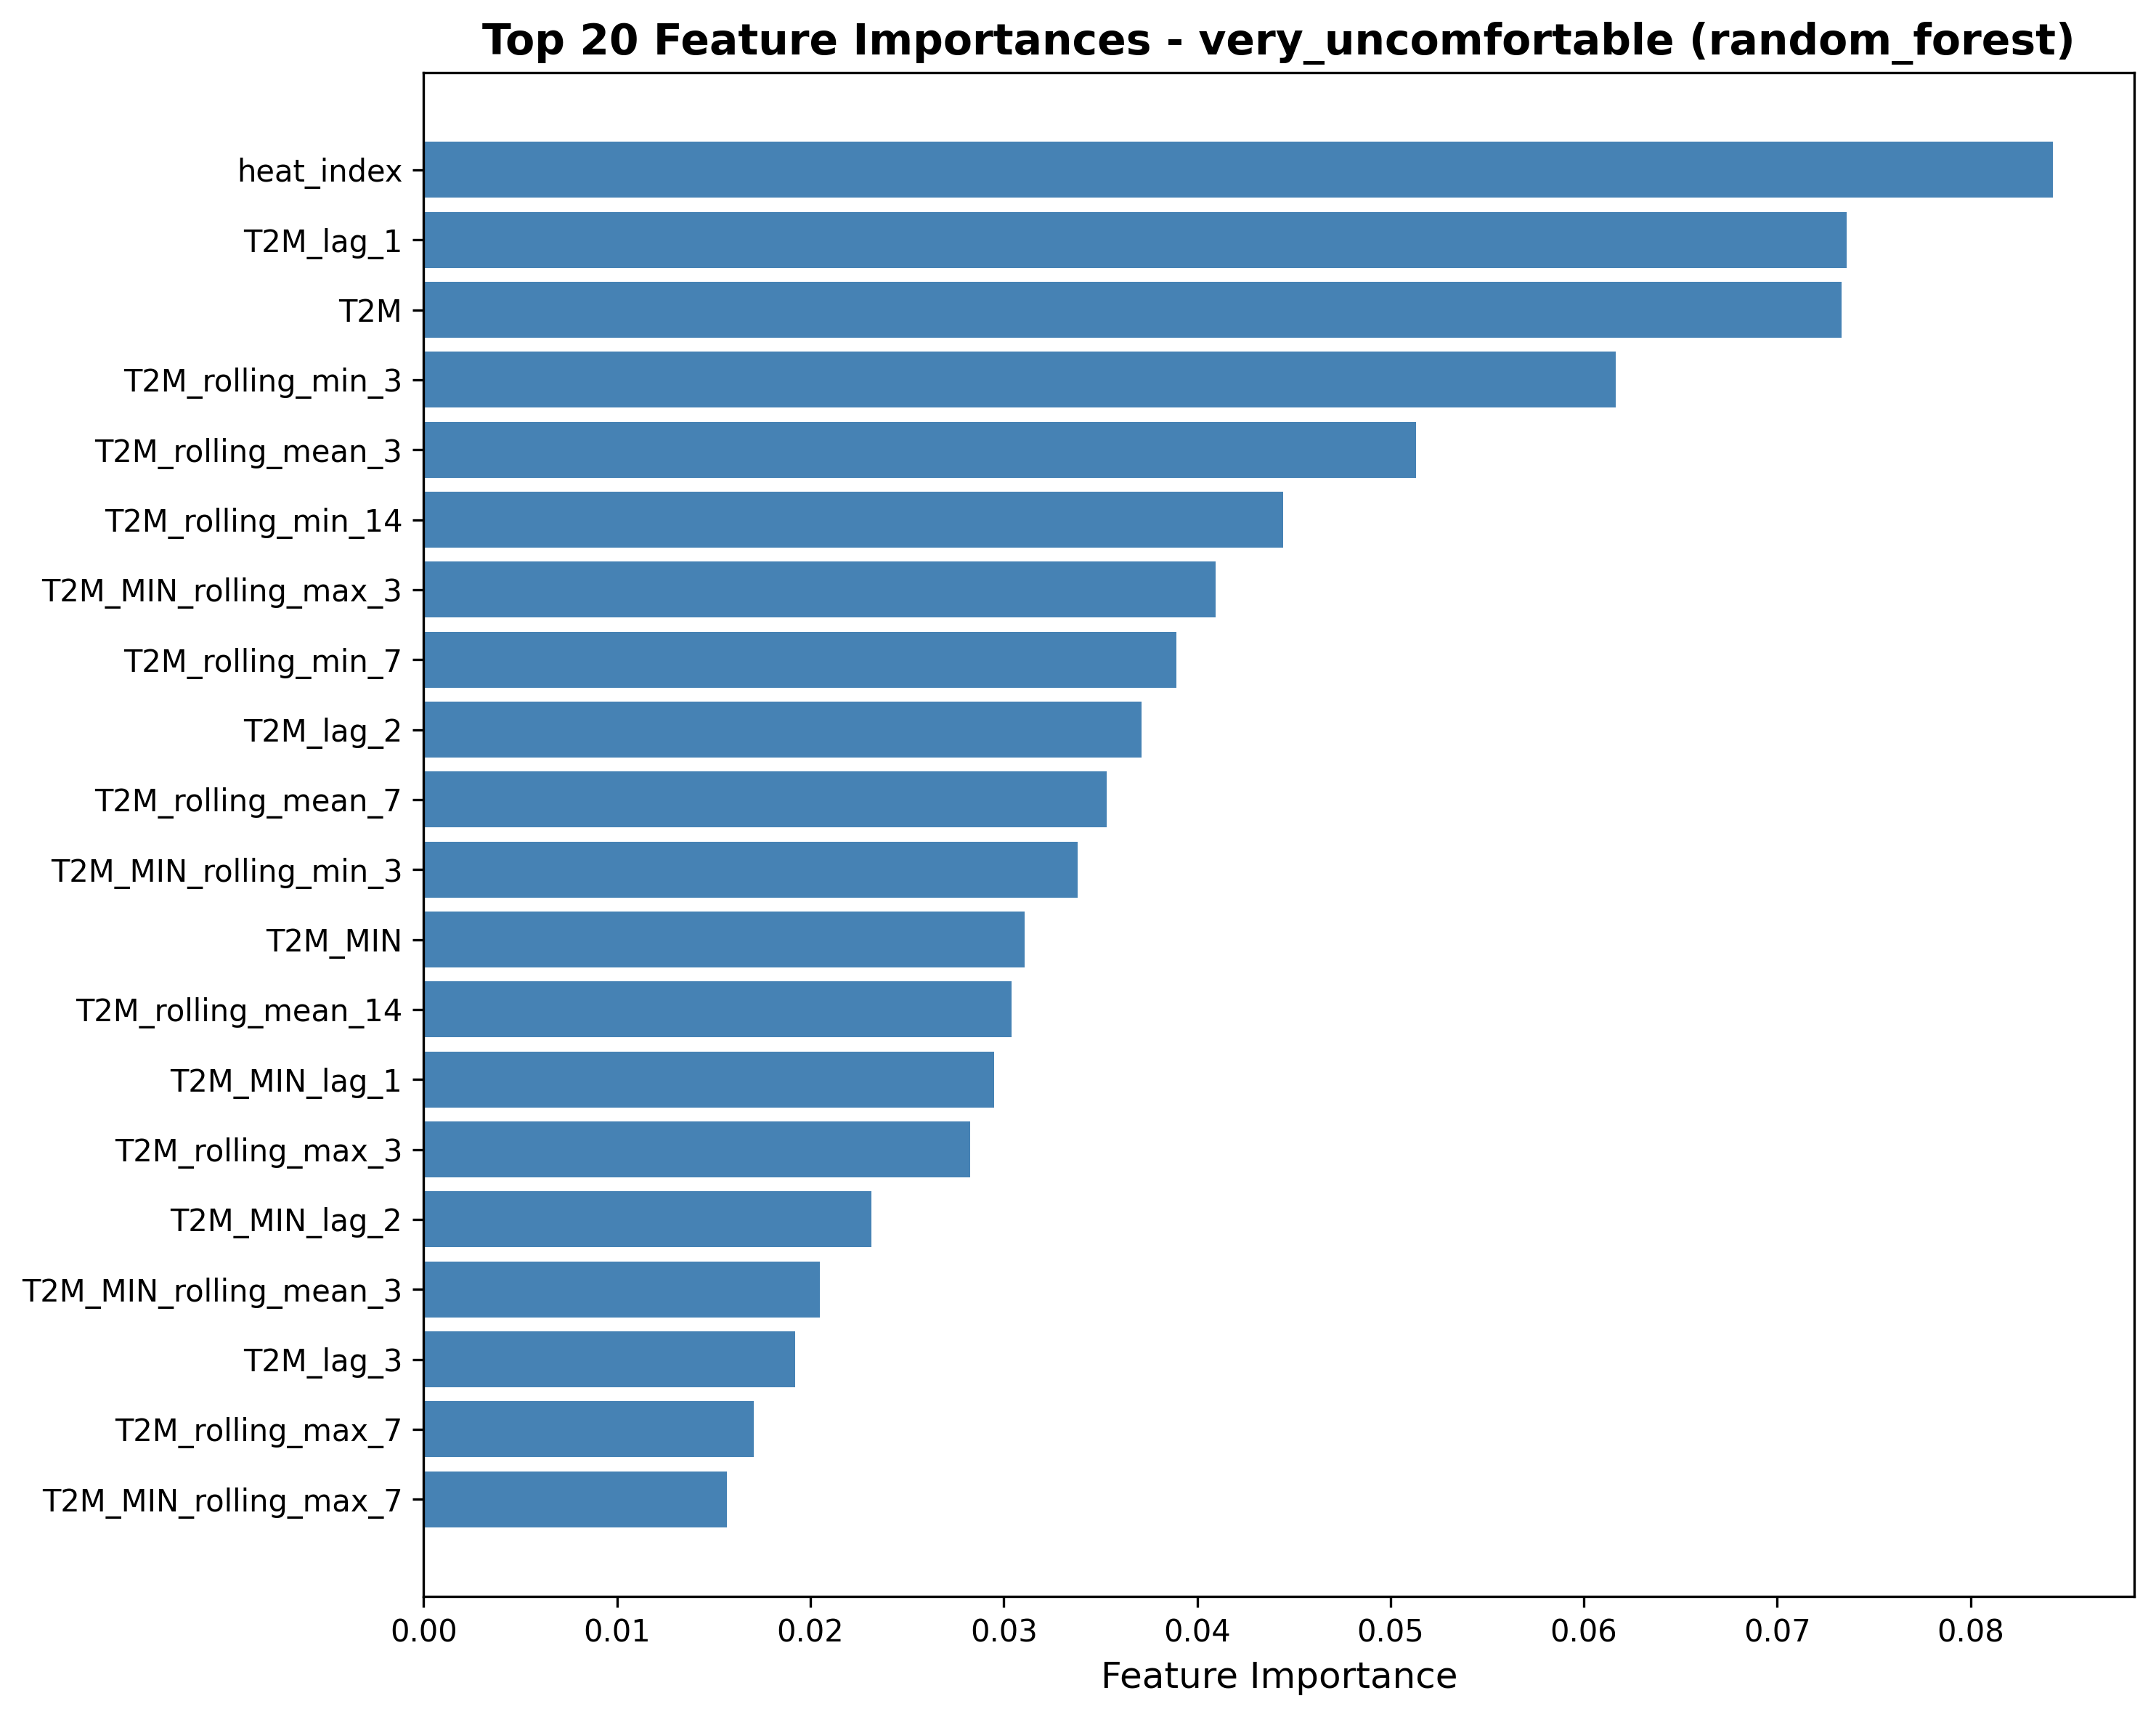 Top 20 Feature Importances - very_uncomfortable (random_forest)
heat_index
T2M_lag_1
T2M
T2M_rolling_min_3
T2M_rolling_mean_3
T2M_rolling_min_14
T2M_MIN_rolling_max_3
T2M_rolling_min_7
T2M_lag_2
T2M_rolling_mean_7
T2M_MIN_rolling_min_3
T2M_MIN
T2M_rolling_mean_14
T2M_MIN_lag_1
T2M_rolling_max_3
T2M_MIN_lag_2
T2M_MIN_rolling_mean_3
T2M_lag_3
T2M_rolling_max_7
T2M_MIN_rolling_max_7
0.00 0.01 0.02 0.03 0.04 0.05 0.06 0.07 0.08
Feature Importance